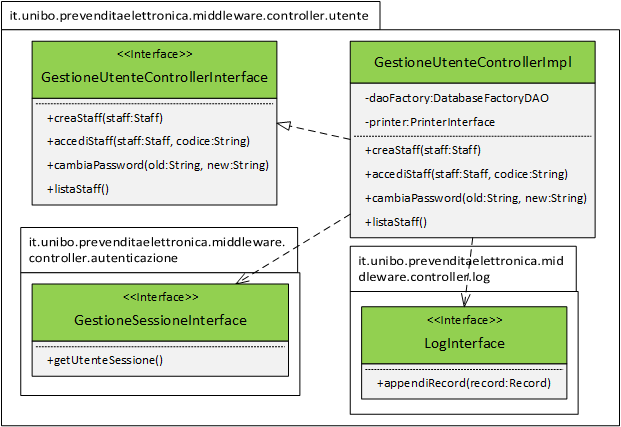 it.unibo.prevenditaelettronica.middleware.controller.utente
<<Interface>>
GestioneUtenteControllerInterface
+creaStaff(staff:Staff)
+accediStaff(staff:Staff, codice:String)
+cambiaPassword(old:String, new:String)
+listaStaff()
GestioneUtenteControllerImpl
-daoFactory:DatabaseFactoryDAO
-printer:PrinterInterface
+creaStaff(staff:Staff)
+accediStaff(staff:Staff, codice:String)
+cambiaPassword(old:String, new:String)
+listaStaff()
it.unibo.prevenditaelettronica.middleware.
controller.autenticazione
<<Interface>>
GestioneSessioneInterface
+getUtenteSessione()
it.unibo.prevenditaelettronica.mid
dleware.controller.log
<<Interface>>
LogInterface
+appendiRecord(record:Record)